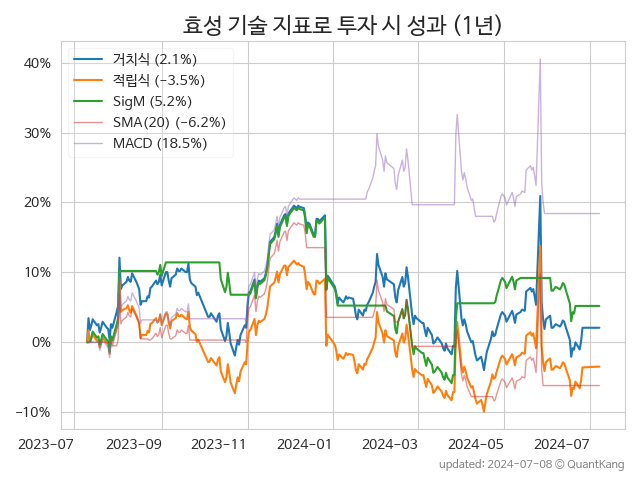 효성 기술 지표로 투자 시 성과 (1년)
거치식 (2.1%)
적립식 (−3.5%)
SigM (5.2%)
SMA(20) (−6.2%)
MACD (18.5%)
40%
30%
20%
10%
0%
−10%
2023-07
2023-09
2023-11
2024-01
2024-03
2024-05
2024-07
updated: 2024-07-08 ⓒ QuantKang